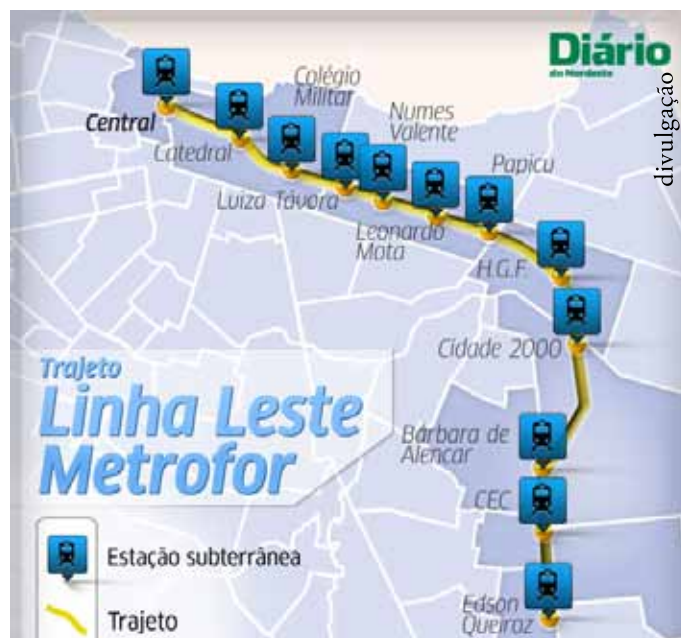 Diário
do Nordeste
divulgação
Colégio
Militar
Numes
Valente
Central
Catedral
Papicu
Luiza Távora
Leonardo
Mota
H.G.F.
Cidade 2000
Trajeto
Linha Leste
Metrofor
Bárbara de
Alencar
CEC
Estação subterrânea
Edson
Queiroz
Trajeto